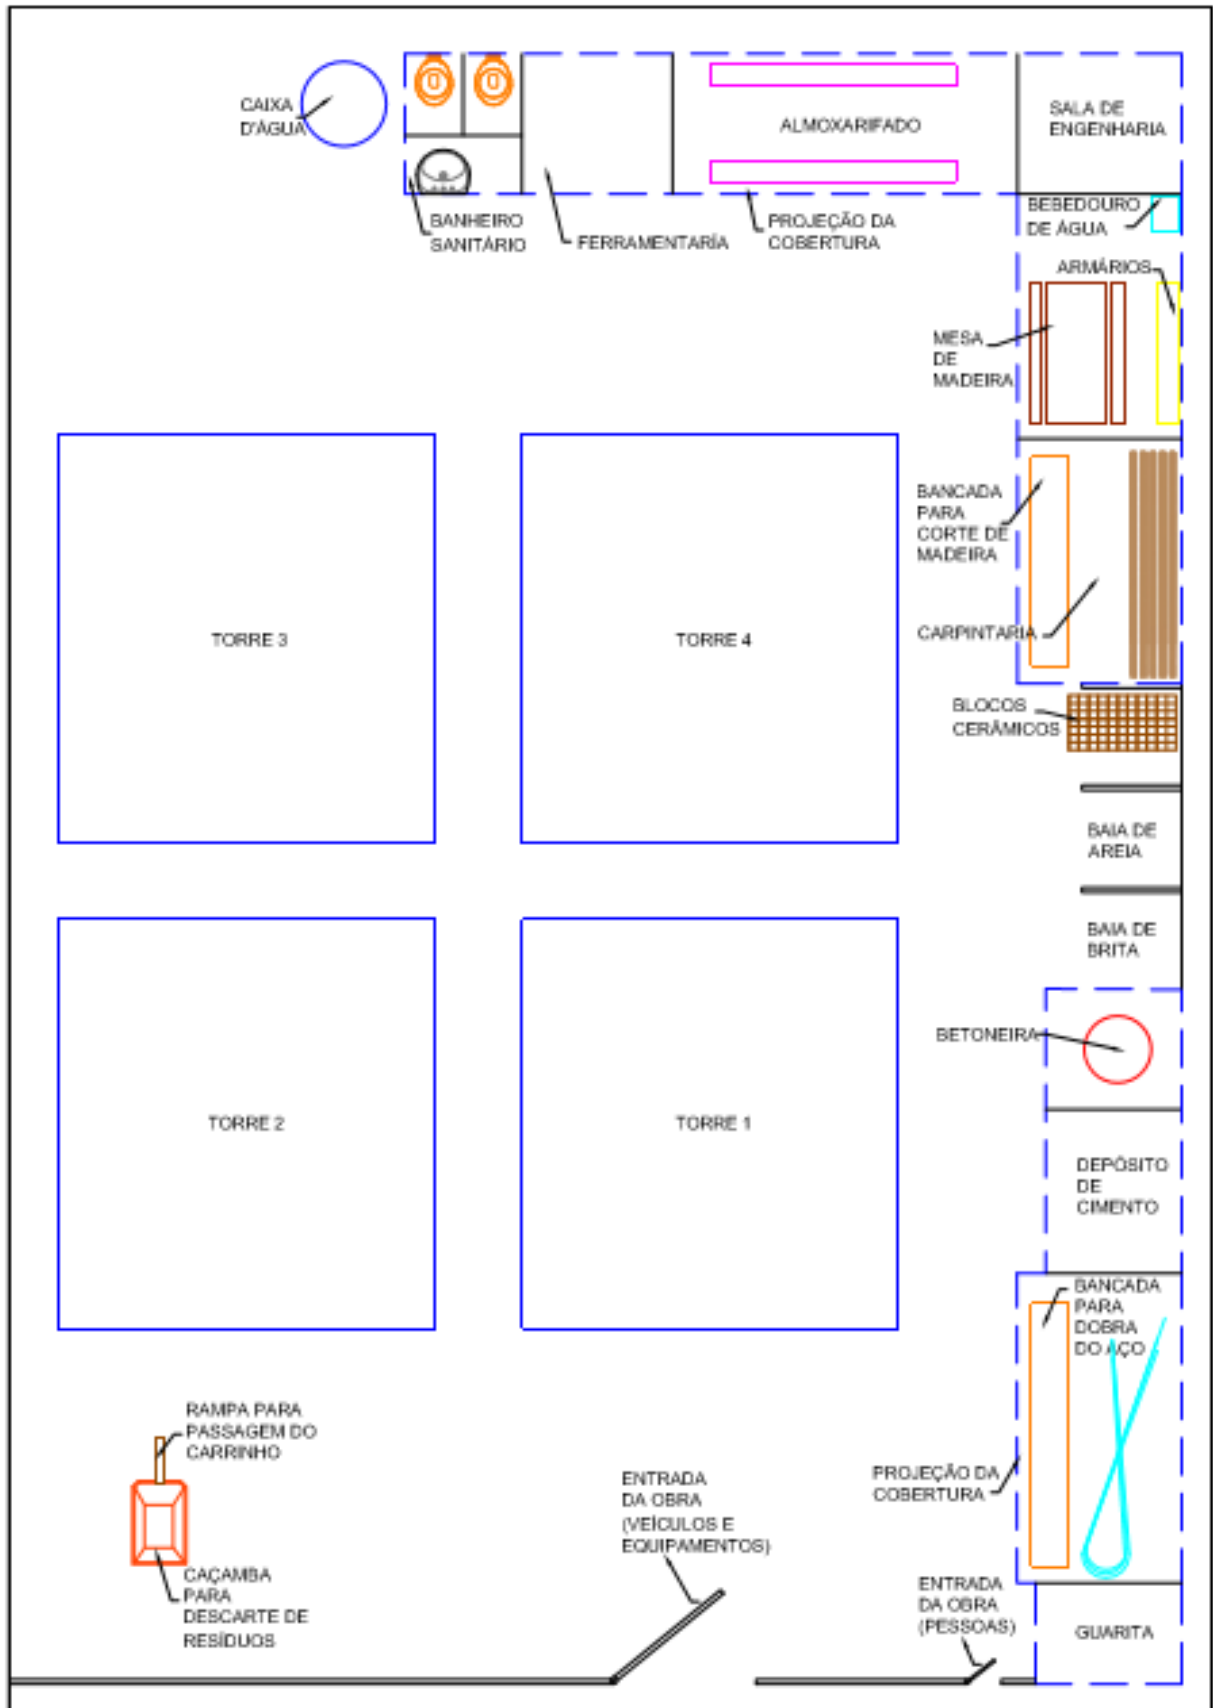 CAIXA
D'ÁGUA
ALMOXARIFADO
SALA DE
ENGENHARIA
BANHEIRO
SANITÁRIO
FERRAMENTARÍA
PROJEÇÃO DA
COBERTURA
BEBEDOURO
DE ÁGUA
ARMÁRIOS
MESA
DE
MADEIRA
BANCADA
PARA
CORTE DE
MADEIRA
TORRE 3
TORRE 4
CARPINTARIA
BLOCOS
CERÂMICOS
BAIA DE
AREIA
BAIA DE
BRITA
BETONEIRA
TORRE 2
TORRE 1
DEPÓSITO
DE
CIMENTO
BANCADA
PARA
DOBRA
DO AÇO
RAMPA PARA
PASSAGEM DO
CARRINHO
ENTRADA
DA OBRA
(VEÍCULOS E
EQUIPAMENTOS)
PROJEÇÃO DA
COBERTURA
CAÇAMBA
PARA
DESCARTE DE
RESÍDUOS
ENTRADA
DA OBRA
(PESSOAS)
GUARITA